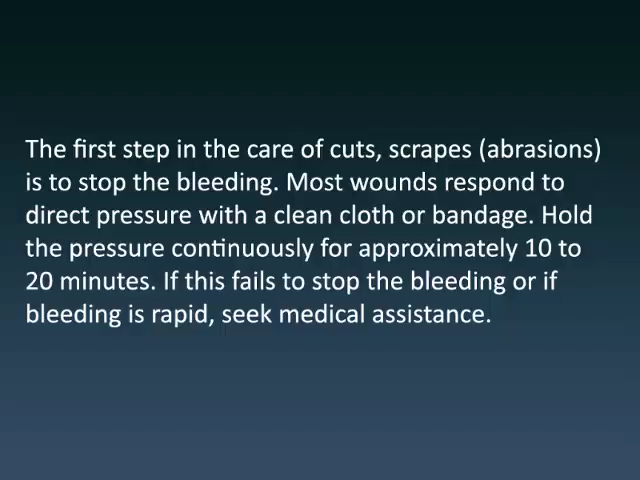 The first step in the care of cuts, scrapes (abrasions)
is to stop the bleeding. Most wounds respond to
direct pressure with a clean cloth or bandage. Hold
the pressure continuously for approximately 10 to
20 minutes. If this fails to stop the bleeding or if
bleeding is rapid, seek medical assistance.